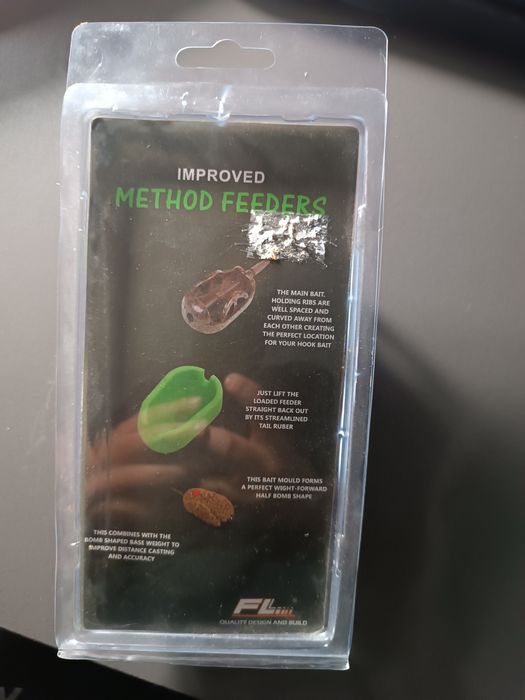 IMPROVED
METHOD FEEDERS
THE MAIN BAIT.
HOLDING RIBS ARE
WELL SPACED AND
CURVED AWAY FROM
EACH OTHER CREATING
THE PERFECT LOCATION
FOR YOUR HOOK BAIT
JUST LIFT THE
LOADED FEEDER
STRAIGHT BACK OUT
BY ITS STREAMLINED
TAIL RUBER
THIS BAIT MOULD FORMS
A PERFECT WIGHT-FORWARD
HALF BOMB SHAPE
THIS COMBINES WITH THE
BOMB SHAPED BASE WEIGHT TO
IMPROVE DISTANCE CASTING
AND ACCURACY
FL
QUALITY DESIGN AND BUILD